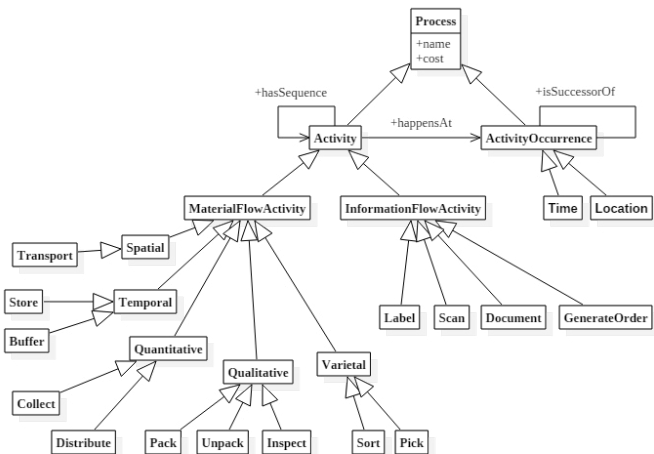 Process
+name
+cost
+hasSequence
+isSuccessorOf
+happensAt
Activity
ActivityOccurrence
MaterialFlowActivity
InformationFlowActivity
Time
Location
Transport
Spatial
Store
Temporal
Label
Scan
Document
GenerateOrder
Buffer
Quantitative
Qualitative
Varietal
Collect
Distribute
Pack
Unpack
Inspect
Sort
Pick